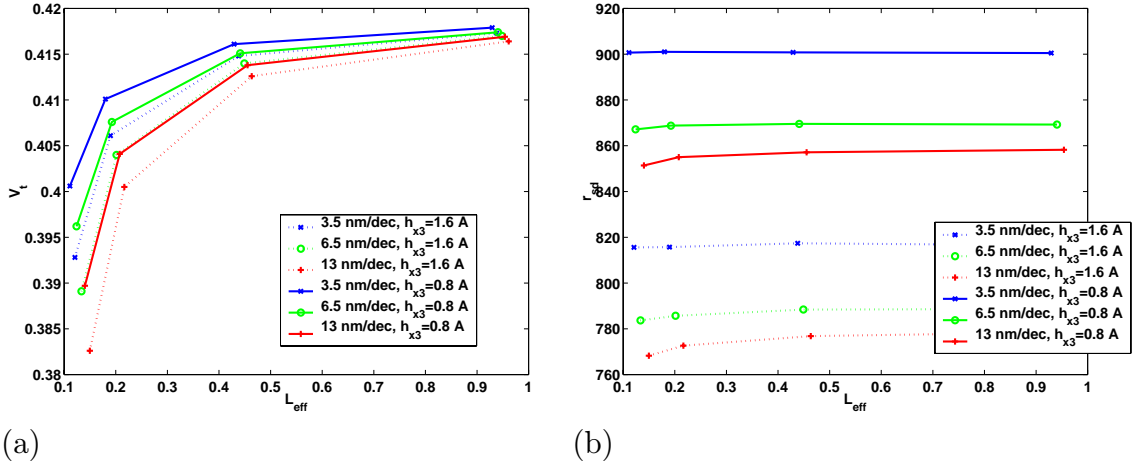 0.42
0.415
0.41
0.405
0.4
0.395
0.39
0.385
0.38
V_t
0.1 0.2 0.3 0.4 0.5 0.6 0.7 0.8 0.9 1
L_eff
3.5 nm/dec, h_x3=1.6 A
6.5 nm/dec, h_x3=1.6 A
13 nm/dec, h_x3=1.6 A
3.5 nm/dec, h_x3=0.8 A
6.5 nm/dec, h_x3=0.8 A
13 nm/dec, h_x3=0.8 A
(a)
920
900
880
860
840
820
800
780
760
r_sd
0.1 0.2 0.3 0.4 0.5 0.6 0.7 0.8 0.9 1
L_eff
3.5 nm/dec, h_x3=1.6 A
6.5 nm/dec, h_x3=1.6 A
13 nm/dec, h_x3=1.6 A
3.5 nm/dec, h_x3=0.8 A
6.5 nm/dec, h_x3=0.8 A
13 nm/dec, h_x3=0.8 A
(b)